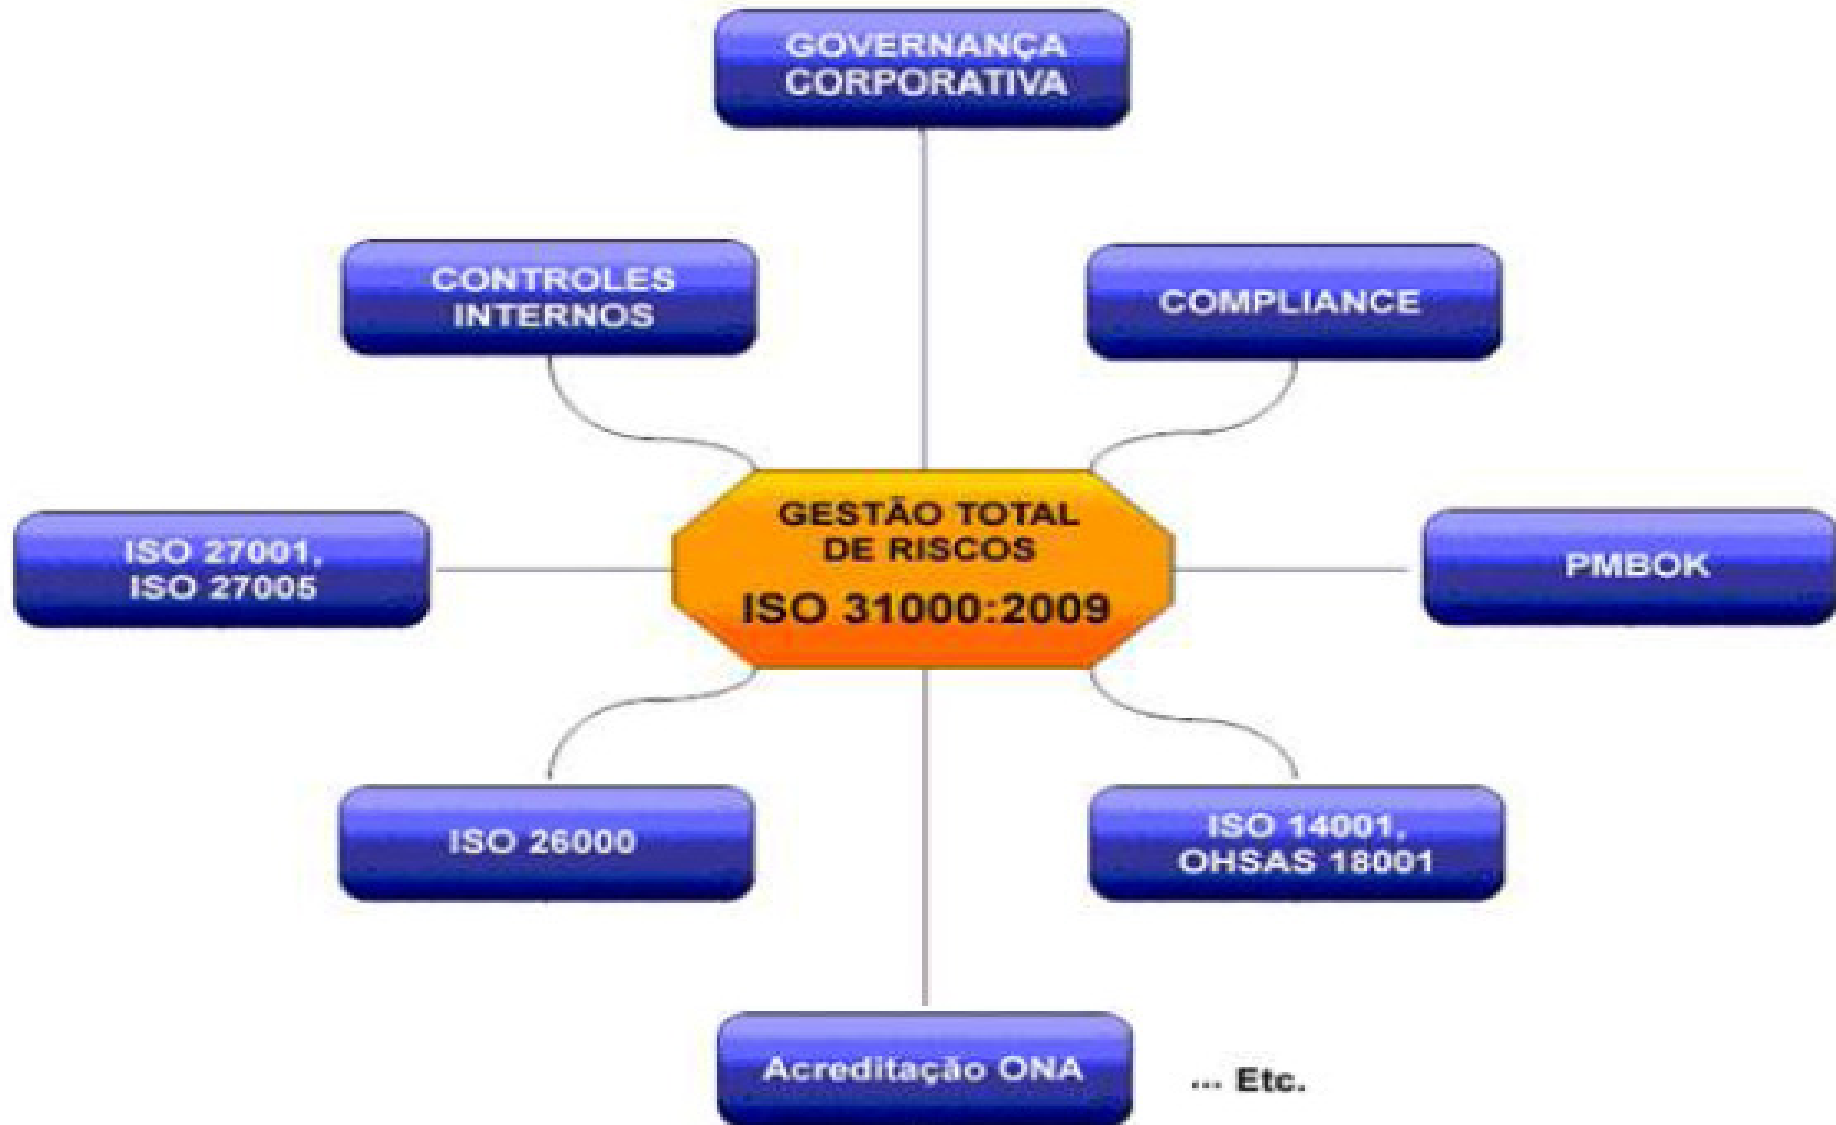 GOVERNANÇA
CORPORATIVA
CONTROLES
INTERNOS
COMPLIANCE
GESTÃO TOTAL
DE RISCOS
ISO 31000:2009
ISO 27001,
ISO 27005
PMBOK
ISO 26000
ISO 14001,
OHSAS 18001
Acreditação ONA
... Etc.